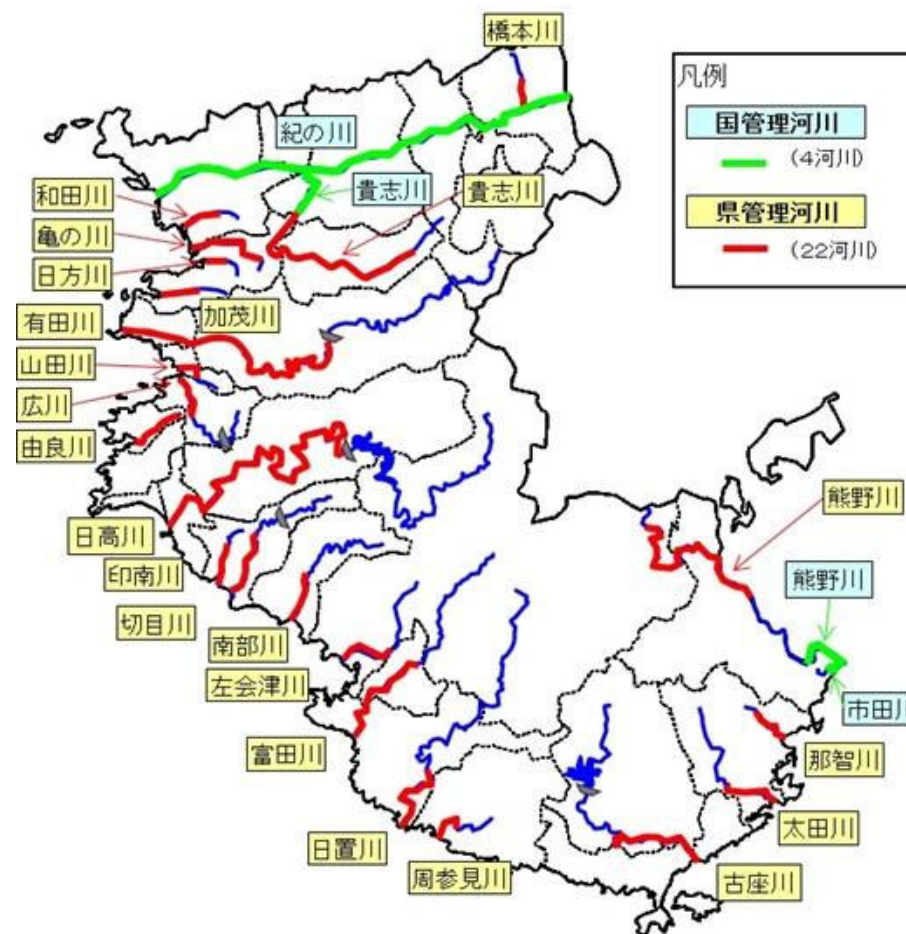 橋本川
凡例
国管理河川
(4河川)
県管理河川
(22河川)
紀の川
貴志川
貴志川
和田川
亀の川
日方川
加茂川
有田川
山田川
広川
由良川
日高川
印南川
切目川
南部川
左会津川
富田川
日置川
周参見川
古座川
太田川
那智川
市田川
熊野川
熊野川